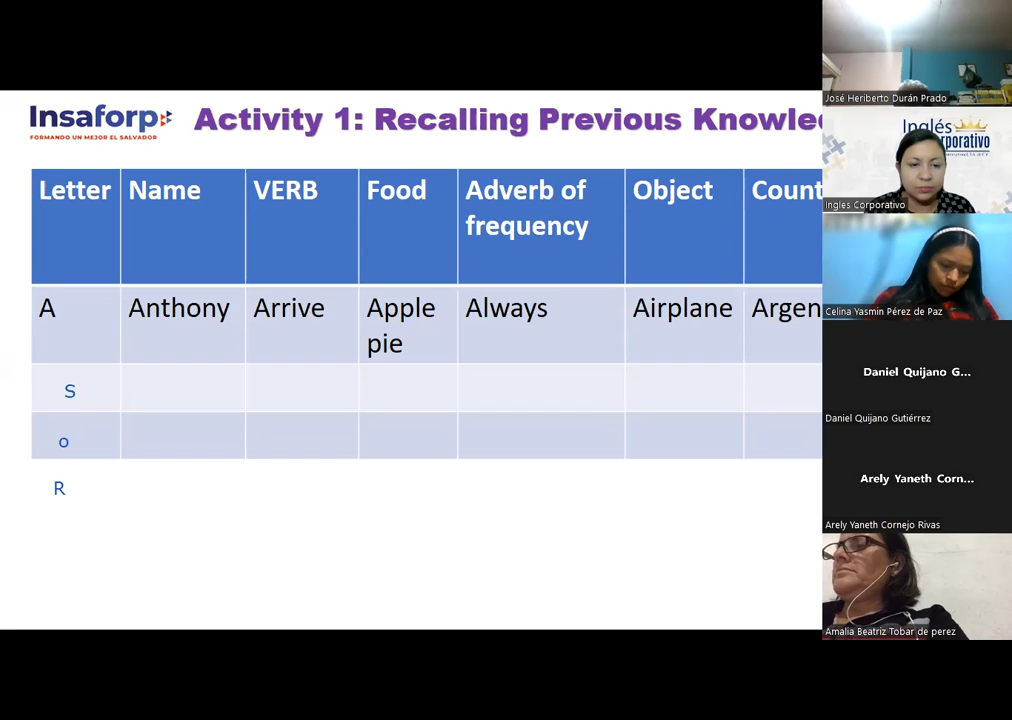 Insaforp
FORMANDO UN MEJOR EL SALVADOR
Activity 1: Recalling Previous Knowle
Letter Name VERB Food Adverb of frequency Object Count
A Anthony Arrive Apple pie Always Airplane Argen
S
o
R
José Heriberto Durán Prado
Inglés
orporativo
Ingles Corporativo
Celina Yasmin Pérez de Paz
Daniel Quijano G...
Daniel Quijano Gutiérrez
Arely Yaneth Corn...
Arely Yaneth Cornejo Rivas
Amalia Beatriz Tobar de perez